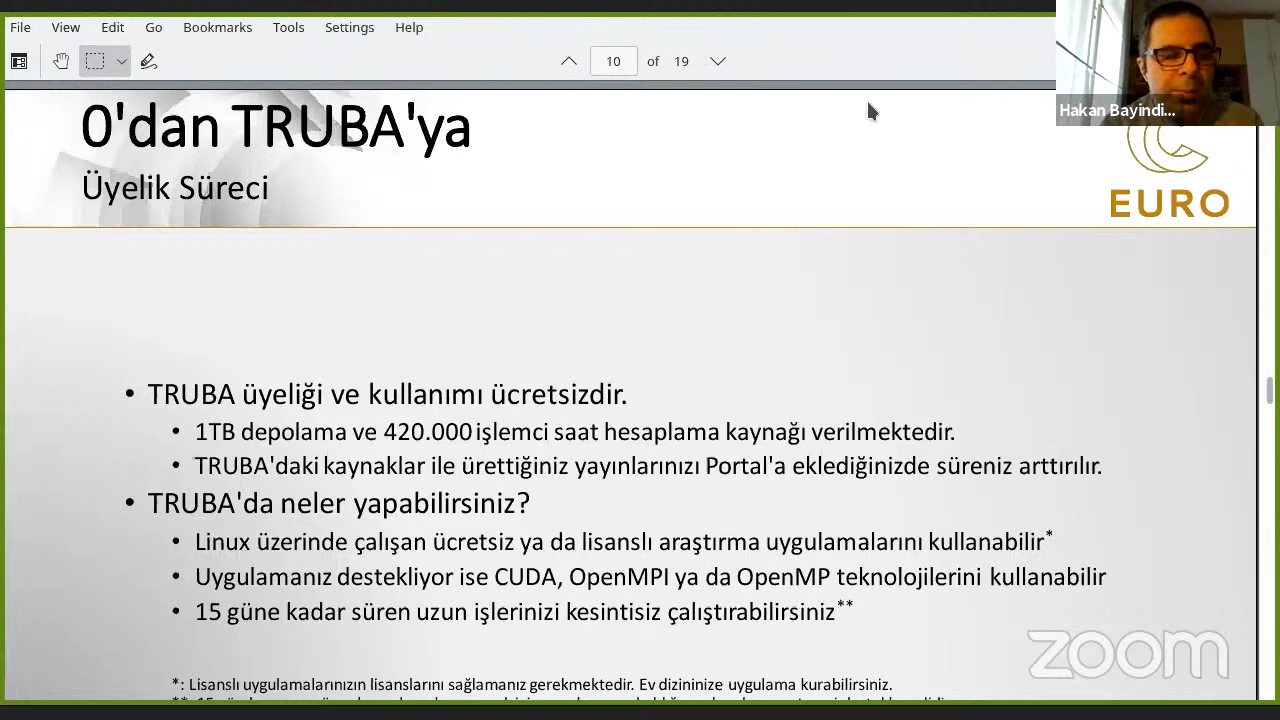 File View Edit Go Bookmarks Tools Settings Help
10 of 19
Hakan Bayindi...
0'dan TRUBA'ya
Üyelik Süreci
EURO
• TRUBA üyeliği ve kullanımı ücretsizdir.
• 1TB depolama ve 420.000 işlemci saat hesaplama kaynağı verilmektedir.
• TRUBA'daki kaynaklar ile ürettiğiniz yayınlarınızı Portal'a eklediğinizde süreniz arttırılır.
• TRUBA'da neler yapabilirsiniz?
• Linux üzerinde çalışan ücretsiz ya da lisanslı araştırma uygulamalarını kullanabilir*
• Uygulamanız destekliyor ise CUDA, OpenMPI ya da OpenMP teknolojilerini kullanabilir
• 15 güne kadar süren uzun işlerinizi kesintisiz çalıştırabilirsiniz**
zoom
*: Lisanslı uygulamalarınızın lisanslarını sağlamanız gerekmektedir. Ev dizininize uygulama kurabilirsiniz.